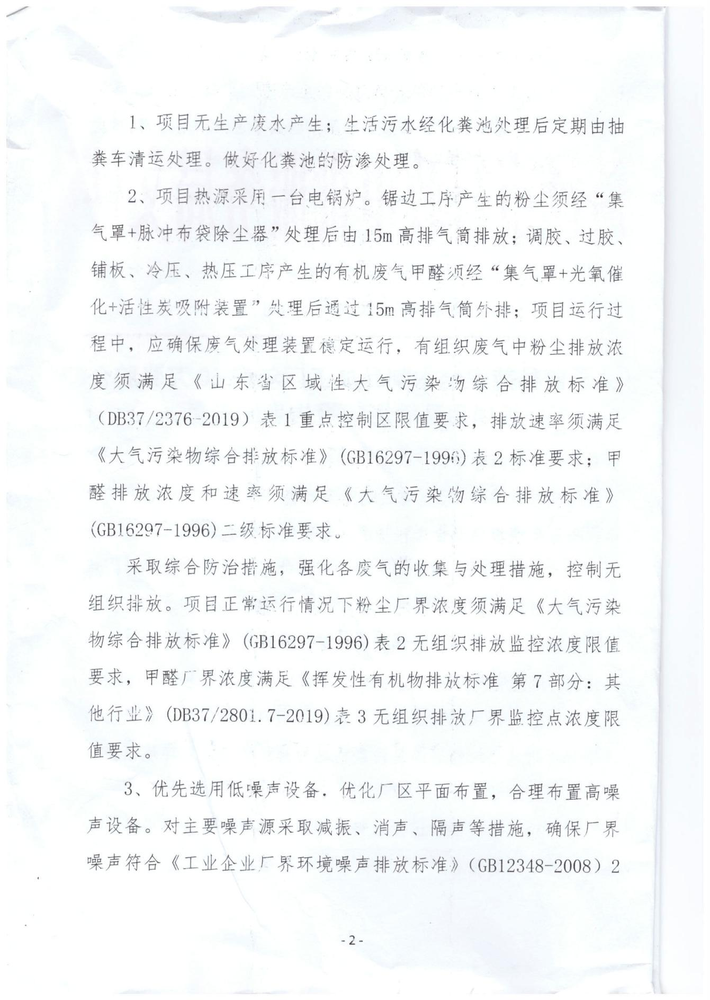 1、项目无生产废水产生；生活污水经化粪池处理后定期由抽
粪车清运处理。做好化粪池的防渗处理。
2、项目热源采用一台电锅炉。锯边工序产生的粉尘须经“集
气罩+脉冲布袋除尘器”处理后由 15m 高排气筒排放；调胶、过胶、
铺板、冷压、热压工序产生的有机废气甲醛须经“集气罩+光氧催
化+活性炭吸附装置”处理后通过 15m 高排气筒外排；项目运行过
程中，应确保废气处理装置稳定运行，有组织废气中粉尘排放浓
度须满足《山东省区域性大气污染物综合排放标准》
（DB37/2376-2019）表 1 重点控制区限值要求，排放速率须满足
《大气污染物综合排放标准》(GB16297-1996)表 2 标准要求；甲
醛排放浓度和速率须满足《大气污染物综合排放标准》
(GB16297-1996)二级标准要求。
采取综合防治措施，强化各废气的收集与处理措施，控制无
组织排放。项目正常运行情况下粉尘厂界浓度须满足《大气污染
物综合排放标准》(GB16297-1996)表 2 无组织排放监控浓度限值
要求，甲醛厂界浓度满足《挥发性有机物排放标准 第 7 部分：其
他行业》(DB37/2801.7-2019)表 3 无组织排放厂界监控点浓度限
值要求。
3、优先选用低噪声设备．优化厂区平面布置，合理布置高噪
声设备。对主要噪声源采取减振、消声、隔声等措施，确保厂界
噪声符合《工业企业厂界环境噪声排放标准》（GB12348-2008）2
- 2 -